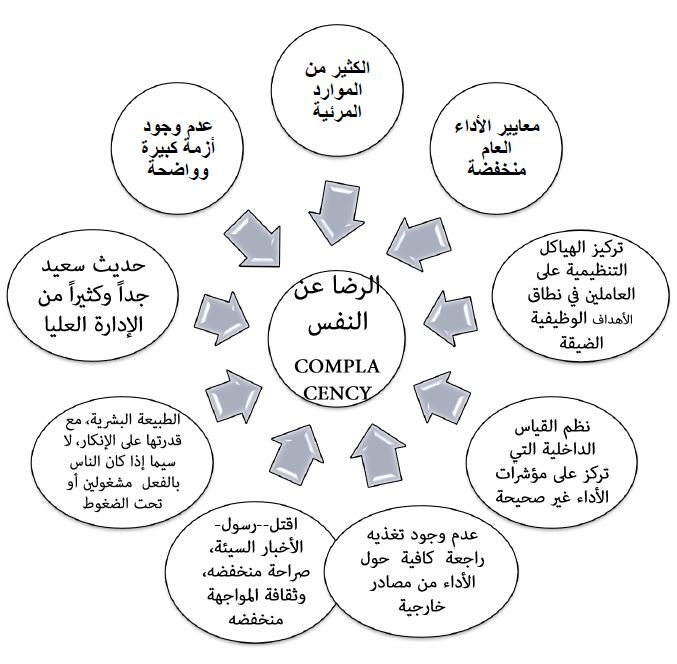 الكثير من
الموارد
المرئية
معايير الأداء
العام
منخفضة
تركيز الهياكل
التنظيمية على
العاملين في نطاق
الأهداف الوظيفية
الضيقة
نظم القياس
الداخلية التي
تركز على مؤشرات
الأداء غير صحيحة
عدم وجود تغذيه
راجعة كافية حول
الأداء من مصادر
خارجية
اقتل--رسول-
الأخبار السيئة،
صراحة منخفضه،
وثقافة المواجهة
منخفضه
الطبيعة البشرية، مع
قدرتها على الإنكار، لا
سيما إذا كان الناس
بالفعل مشغولين أو
تحت الضغوط
حديث سعيد
جداً وكثيراً من
الإدارة العليا
عدم وجود
أزمة كبيرة
وواضحة
الرضا عن
النفس
COMPLA
CENCY